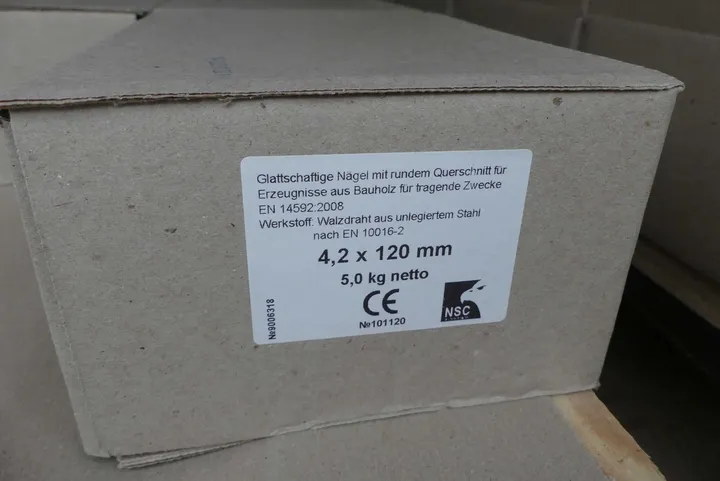 Glattschaftige Nägel mit rundem Querschnitt für
Erzeugnisse aus Bauholz für tragende Zwecke
EN 14592:2008
Werkstoff: Walzdraht aus unlegiertem Stahl
nach EN 10016-2
4,2 x 120 mm
5,0 kg netto
CE
№101120
NSC
№9006318